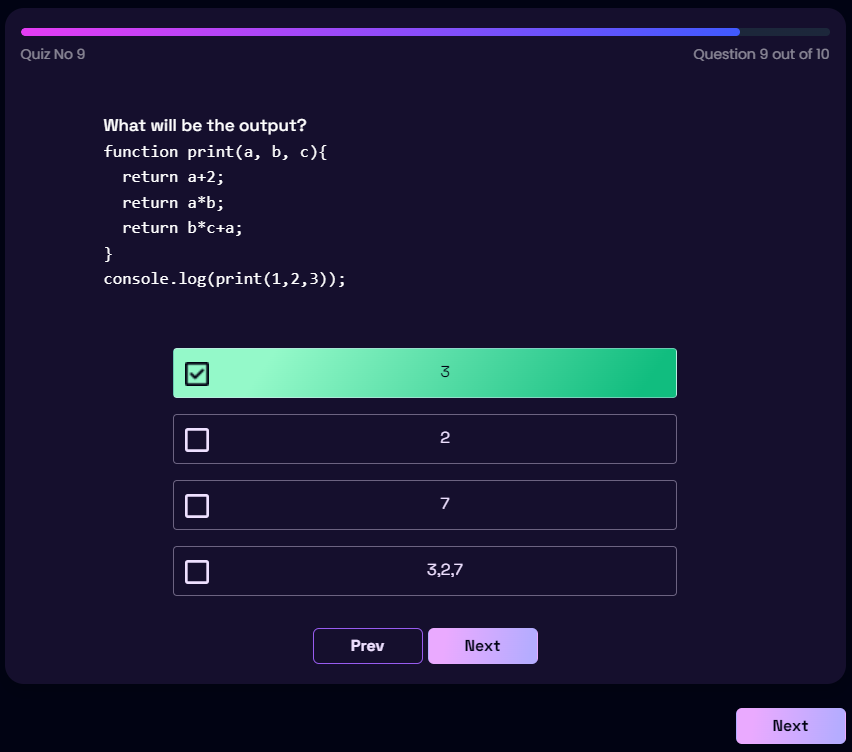 Quiz No 9
Question 9 out of 10
What will be the output?
function print(a, b, c){
  return a+2;
  return a*b;
  return b*c+a;
}
console.log(print(1,2,3));
3
2
7
3,2,7
Prev
Next
Next